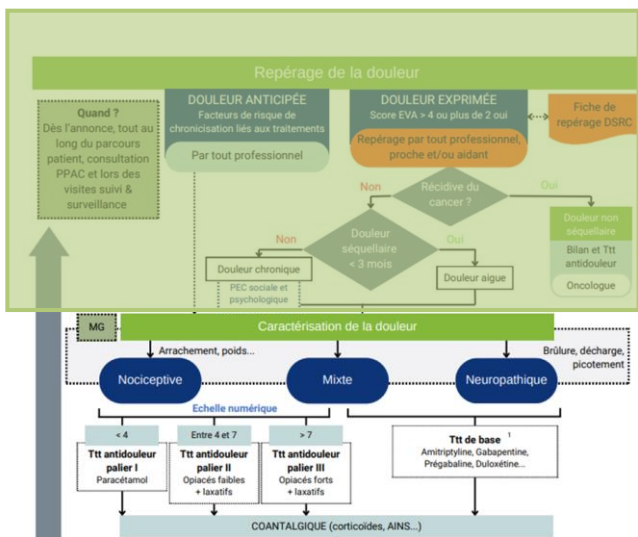 Repérage de la douleur
Quand ?
Dès l'annonce, tout au
long du parcours
patient, consultation
PPAC et lors des
visites suivi &
surveillance
DOULEUR ANTICIPÉE
Facteurs de risque de
chronicisation liés aux traitements
Par tout professionnel
DOULEUR EXPRIMÉE
Score EVA > 4 ou plus de 2 oui
Repérage par tout professionnel,
proche et/ou aidant
Fiche de
repérage DSRC
Récidive du
cancer ?
Non
Oui
Douleur
séquellaire
< 3 mois
Non
Oui
Douleur non
séquellaire
Bilan et Ttt
antidouleur
Oncologue
Douleur chronique
PEC sociale et
psychologique
Douleur aigue
MG
Caractérisation de la douleur
Arrachement, poids...
Brûlure, décharge,
picotement
Nociceptive
Mixte
Neuropathique
Echelle numérique
< 4
Ttt antidouleur
palier I
Paracétamol
Entre 4 et 7
Ttt antidouleur
palier II
Opiacés faibles
+ laxatifs
> 7
Ttt antidouleur
palier III
Opiacés forts
+ laxatifs
Ttt de base 1
Amitriptyline, Gabapentine,
Prégabaline, Duloxétine...
COANTALGIQUE (corticoïdes, AINS...)